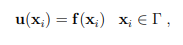 u(xᵢ) = f(xᵢ)   xᵢ ∈ Γ ,